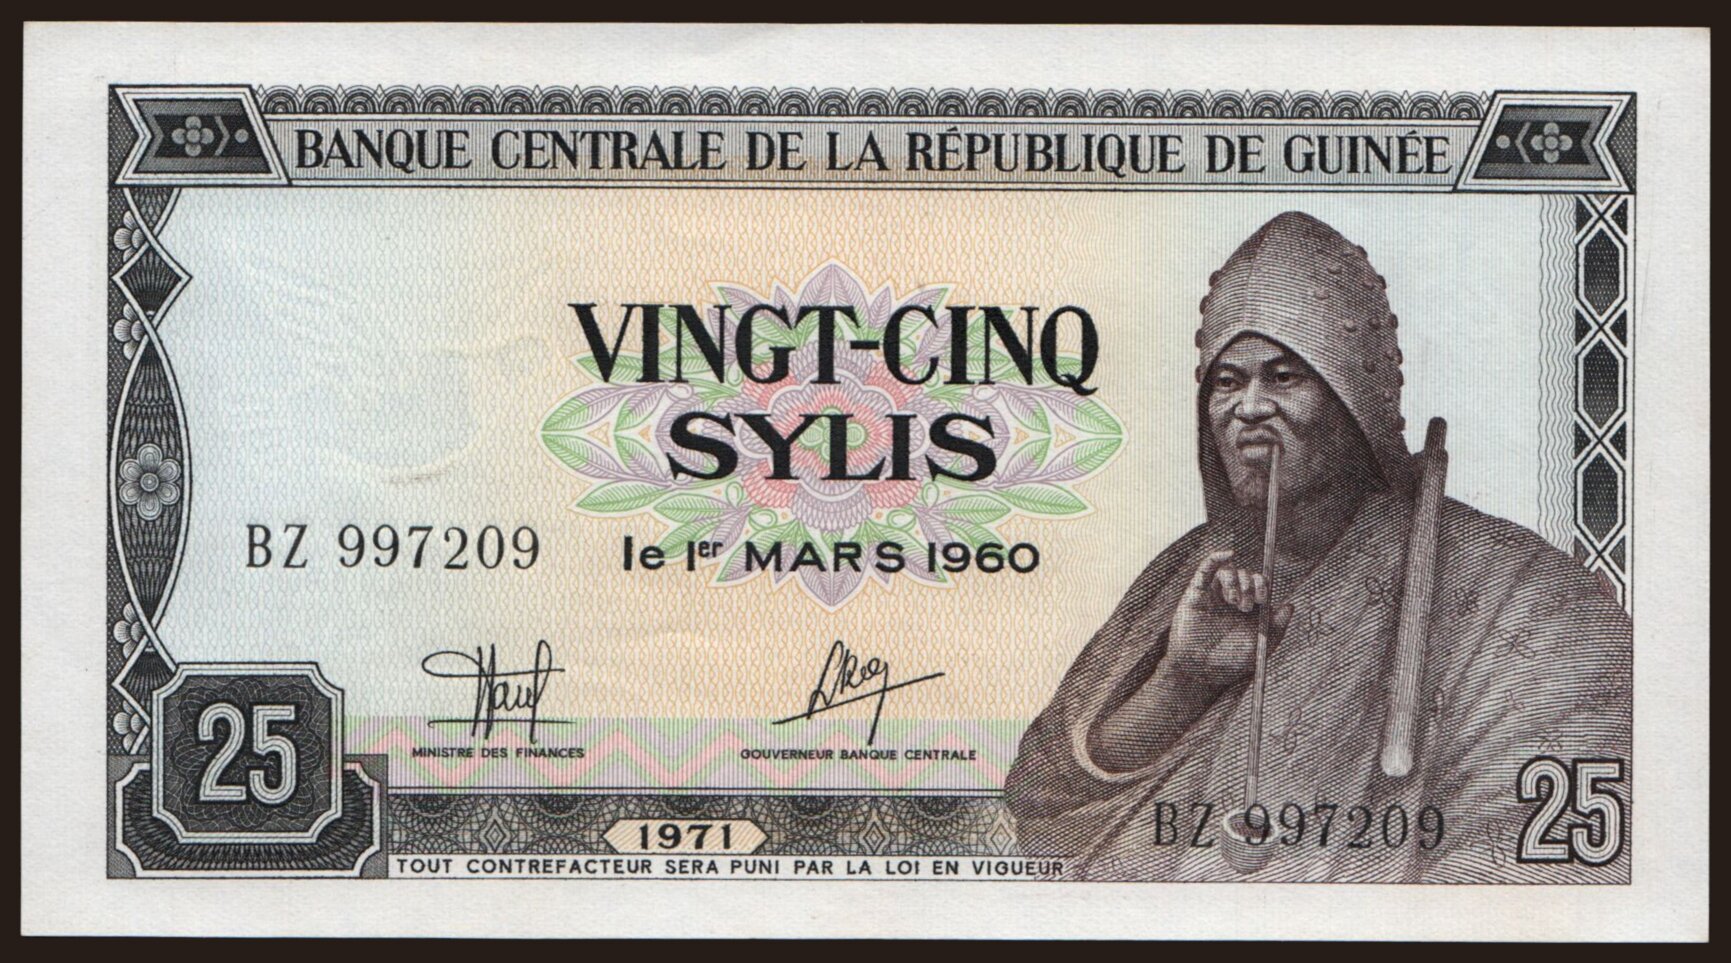 BANQUE CENTRALE DE LA RÉPUBLIQUE DE GUINÉE
VINGT-CINQ
SYLIS
BZ 997209
le 1er MARS 1960
MINISTRE DES FINANCES
GOUVERNEUR BANQUE CENTRALE
25
1971
BZ 997209
25
TOUT CONTREFACTEUR SERA PUNI PAR LA LOI EN VIGUEUR